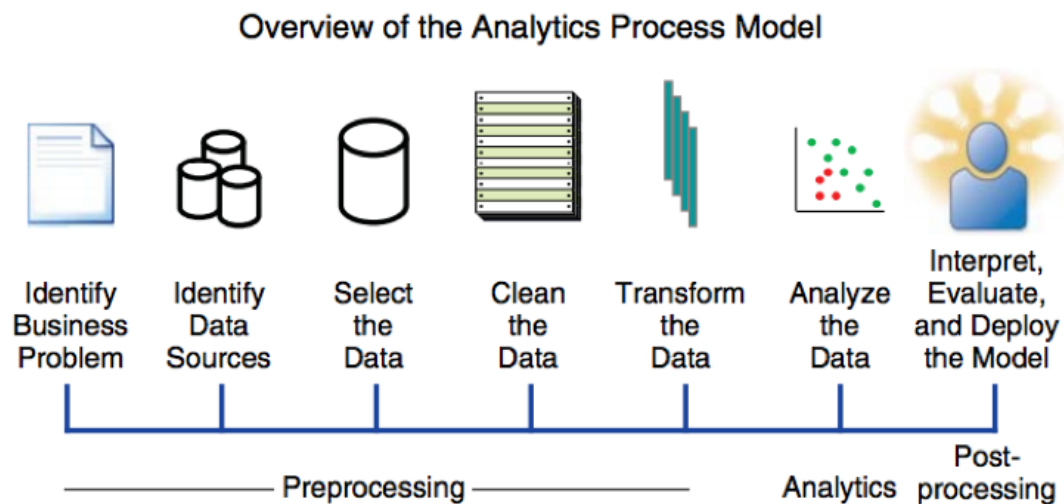 Overview of the Analytics Process Model
Identify
Business
Problem
Identify
Data
Sources
Select
the
Data
Clean
the
Data
Transform
the
Data
Analyze
the
Data
Interpret,
Evaluate,
and Deploy
the Model
Preprocessing
Analytics
Post-
processing